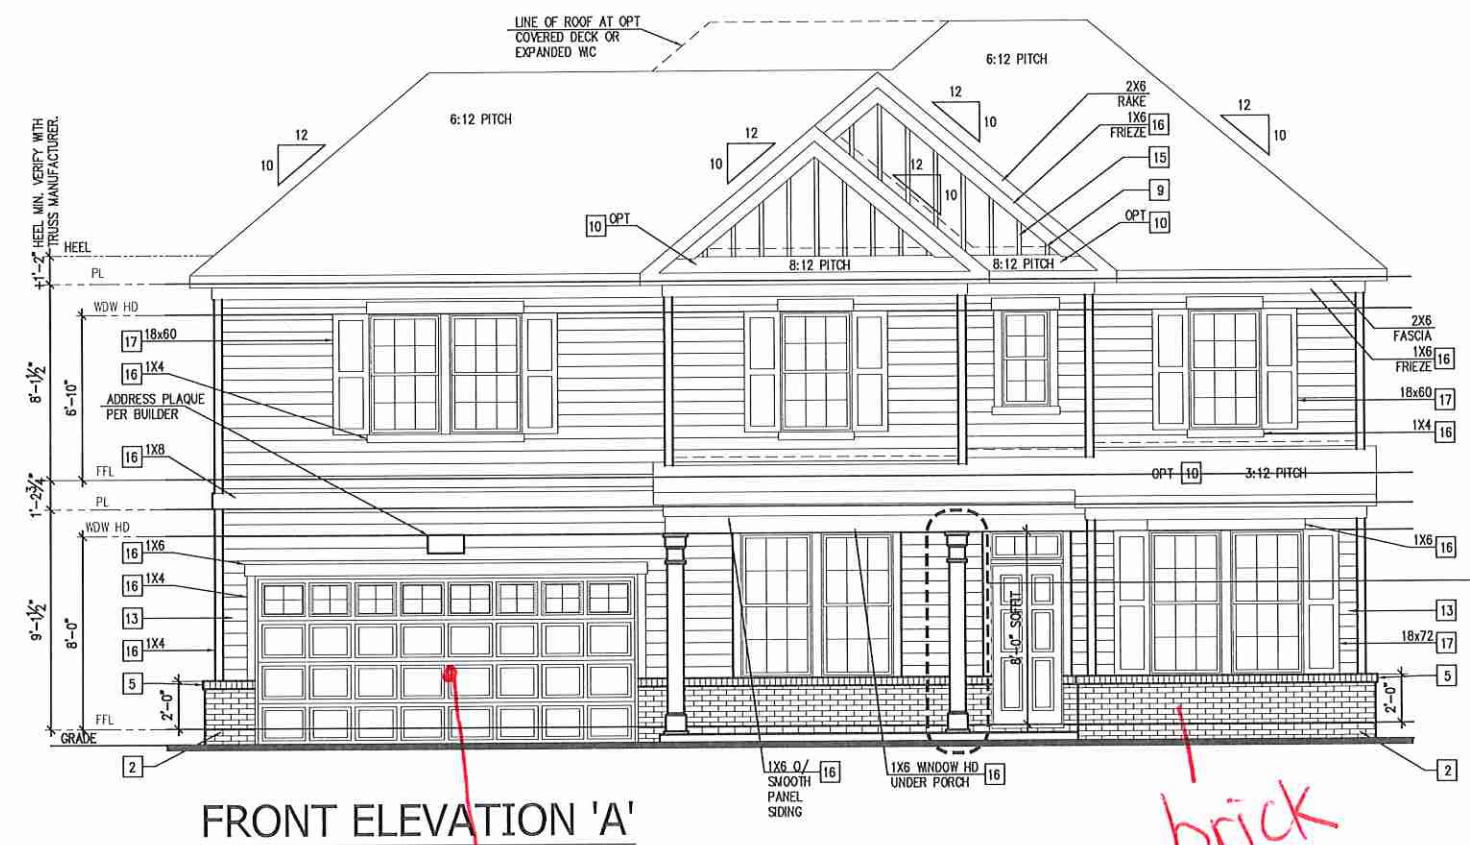 LINE OF ROOF AT OPT
COVERED DECK OR
EXPANDED WIC
6:12 PITCH
6:12 PITCH
12
10
12
10
12
10
12
10
12
10
2X6
RAKE
1X6
FRIEZE 16
15
9
OPT 10
10 OPT
8:12 PITCH
8:12 PITCH
1'-2" HEEL MIN. VERIFY WITH
TRUSS MANUFACTURER.
HEEL
PL
WDW HD
17 18x60
16 1X4
ADDRESS PLAQUE
PER BUILDER
8'-1½"
6'-10"
16 1X8
FFL
1'-2¾"
PL
WDW HD
2X6
FASCIA
1X6
FRIEZE 16
18x60 17
1X4 16
OPT 10 3:12 PITCH
16 1X6
16 1X4
13
16 1X4
5
9'-1½"
8'-0"
2'-0"
FFL
GRADE
2
8'-0" SOFFIT
1X6 16
13
18x72 17
5
2'-0"
2
1X6 O/ 16
SMOOTH
PANEL
SIDING
1X6 WINDOW HD
UNDER PORCH 16
FRONT ELEVATION 'A'
brick